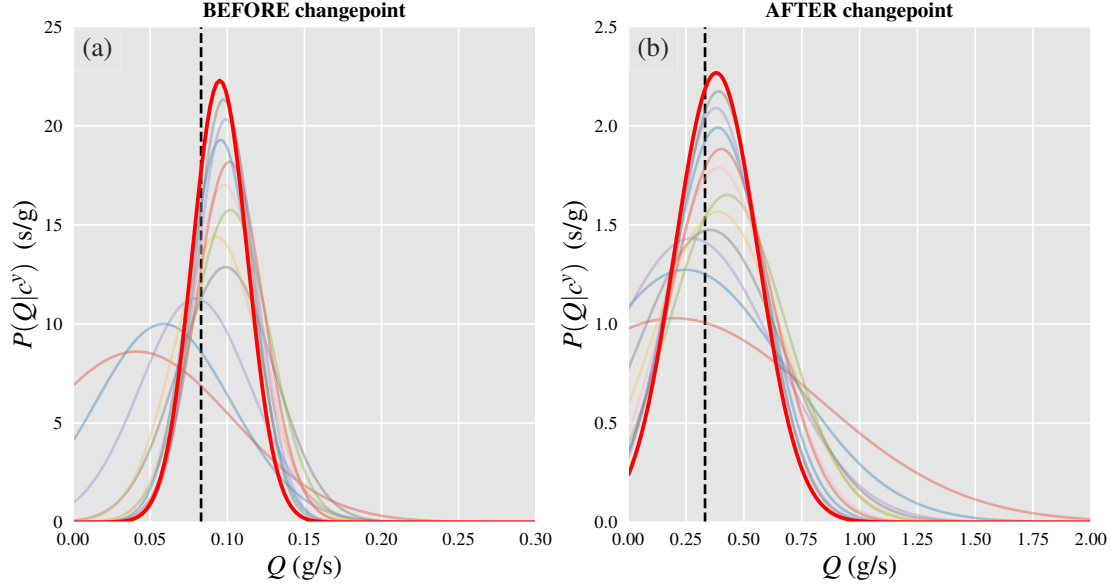 BEFORE changepoint
(a)
25
20
15
10
5
0
P(Q|c^y) (s/g)
0.00 0.05 0.10 0.15 0.20 0.25 0.30
Q (g/s)
AFTER changepoint
(b)
2.5
2.0
1.5
1.0
0.5
0.0
P(Q|c^y) (s/g)
0.00 0.25 0.50 0.75 1.00 1.25 1.50 1.75 2.00
Q (g/s)